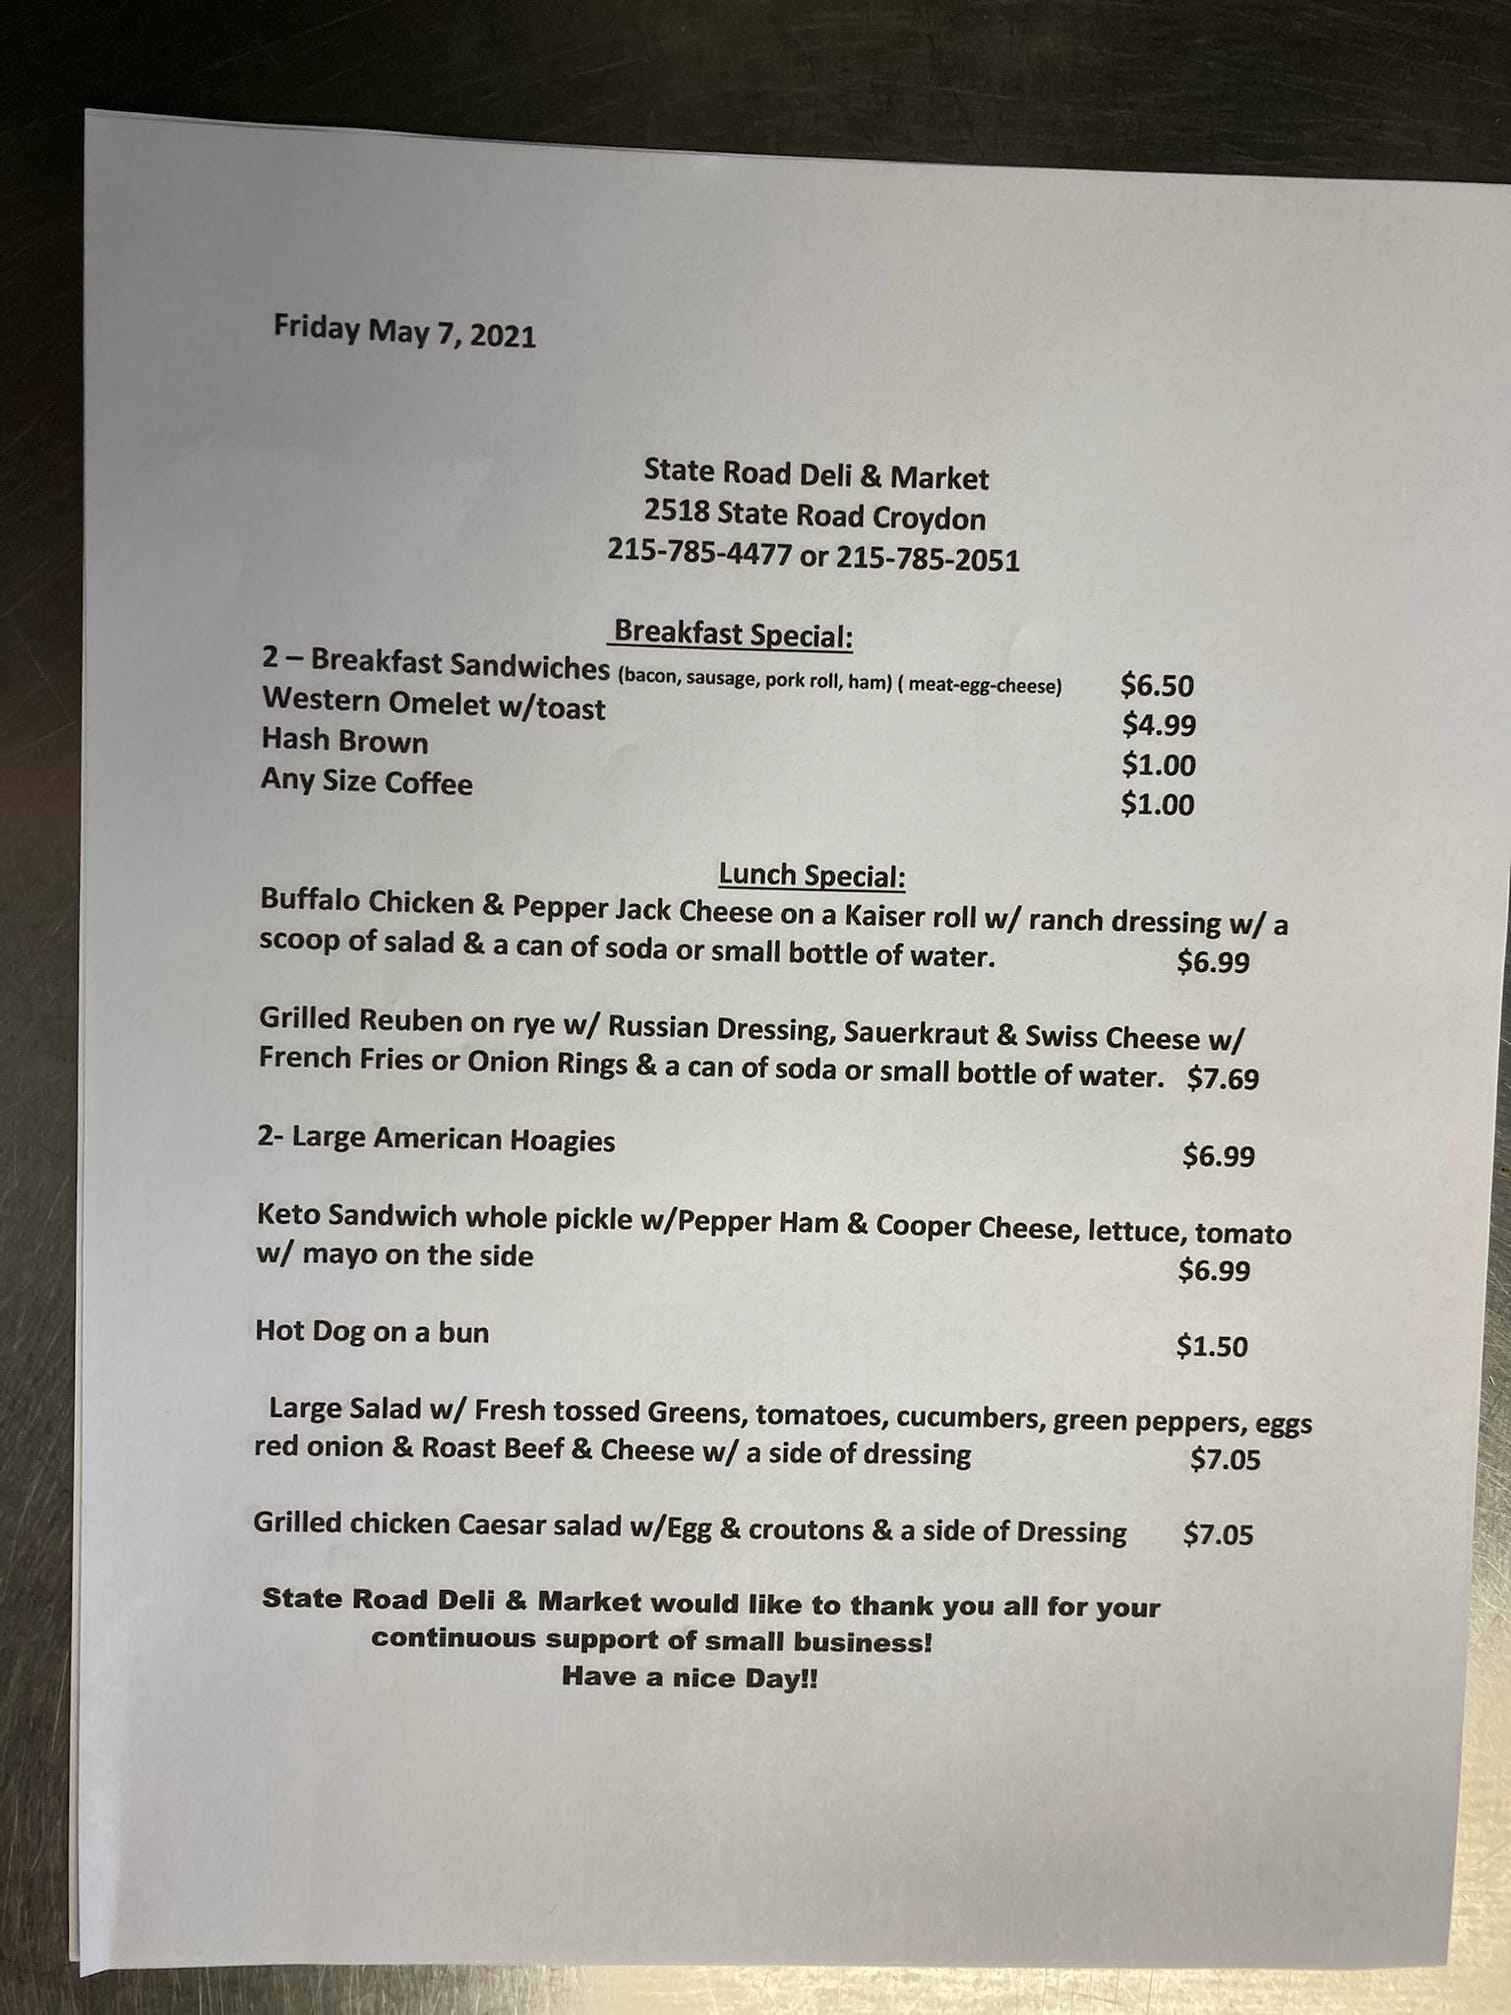 Friday May 7, 2021
State Road Deli & Market
2518 State Road Croydon
215-785-4477 or 215-785-2051
Breakfast Special:
2 – Breakfast Sandwiches (bacon, sausage, pork roll, ham) ( meat-egg-cheese) $6.50
Western Omelet w/toast $4.99
Hash Brown $1.00
Any Size Coffee $1.00
Lunch Special:
Buffalo Chicken & Pepper Jack Cheese on a Kaiser roll w/ ranch dressing w/ a
scoop of salad & a can of soda or small bottle of water. $6.99
Grilled Reuben on rye w/ Russian Dressing, Sauerkraut & Swiss Cheese w/
French Fries or Onion Rings & a can of soda or small bottle of water. $7.69
2- Large American Hoagies $6.99
Keto Sandwich whole pickle w/Pepper Ham & Cooper Cheese, lettuce, tomato
w/ mayo on the side $6.99
Hot Dog on a bun $1.50
Large Salad w/ Fresh tossed Greens, tomatoes, cucumbers, green peppers, eggs
red onion & Roast Beef & Cheese w/ a side of dressing $7.05
Grilled chicken Caesar salad w/Egg & croutons & a side of Dressing $7.05
State Road Deli & Market would like to thank you all for your
continuous support of small business!
Have a nice Day!!